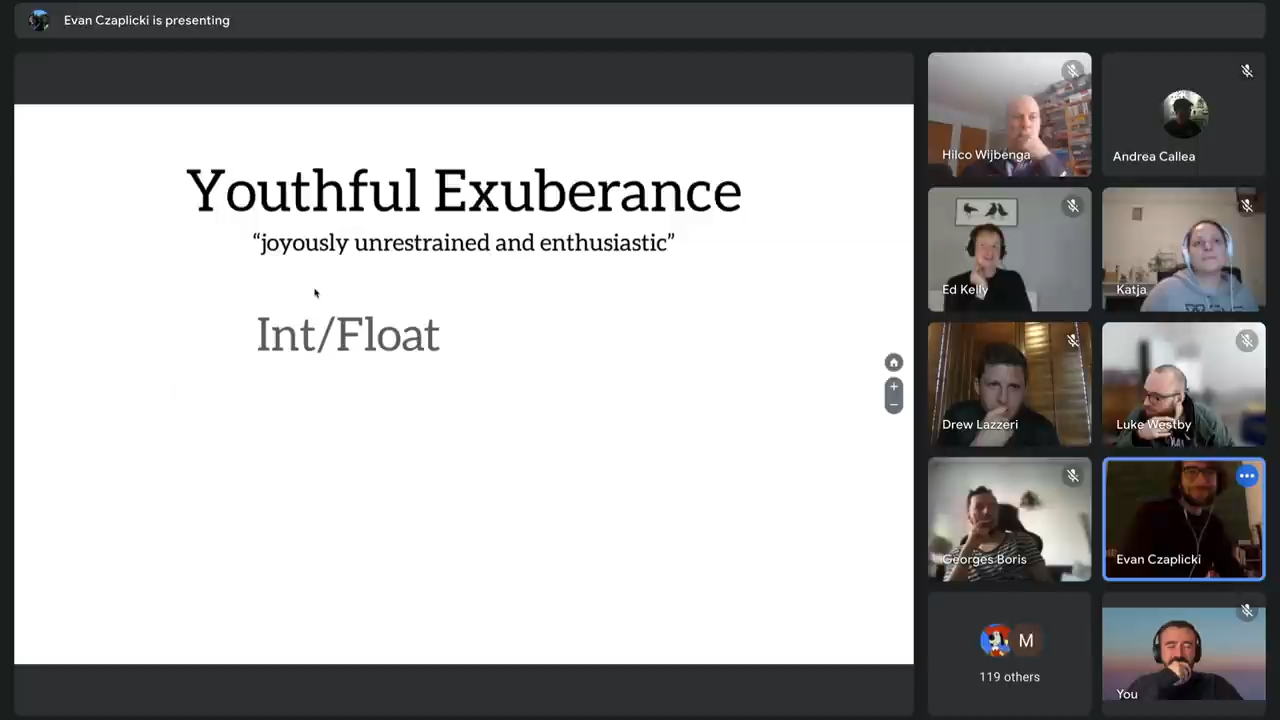 Evan Czaplicki is presenting
Youthful Exuberance
“joyously unrestrained and enthusiastic”
Int/Float
Hilco Wijbenga
Andrea Callea
Ed Kelly
Katja
Drew Lazzeri
Luke Westby
Georges Boris
Evan Czaplicki
M
119 others
You